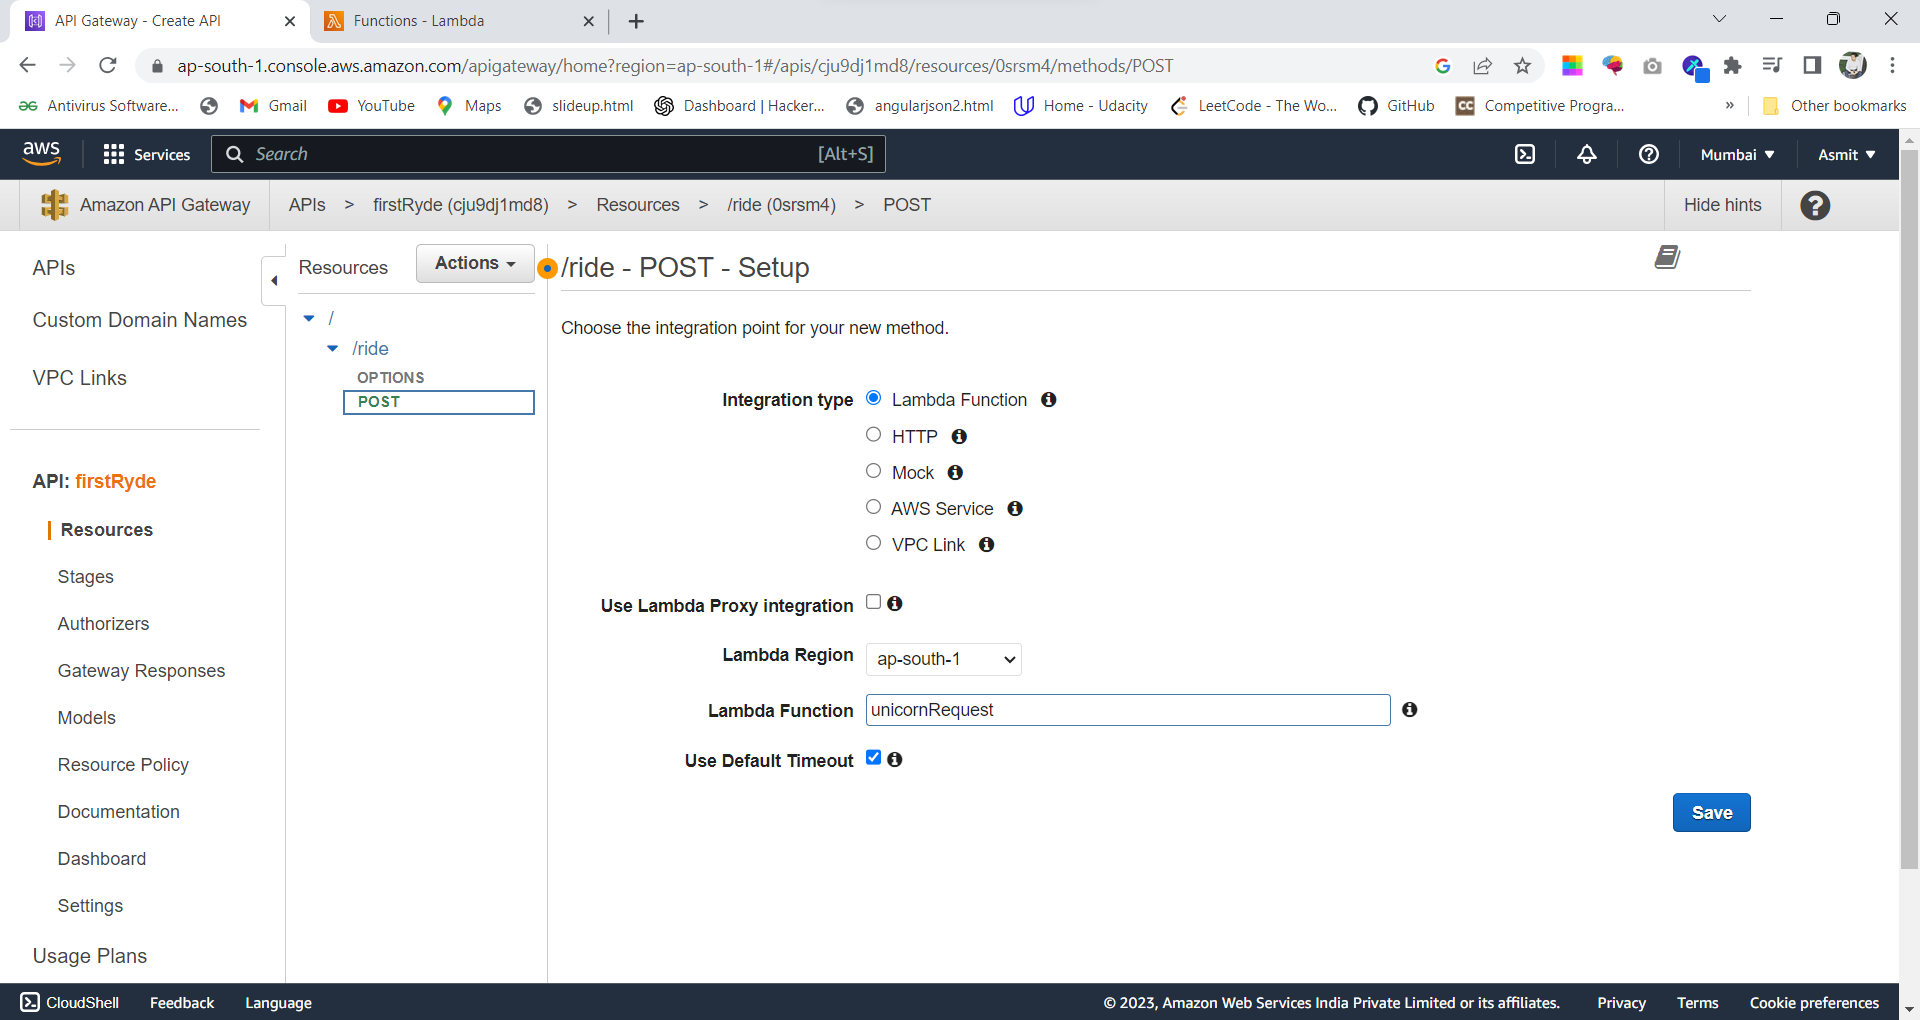 API Gateway - Create API
Functions - Lambda
ap-south-1.console.aws.amazon.com/apigateway/home?region=ap-south-1#/apis/cju9dj1md8/resources/0srsm4/methods/POST
Antivirus Software...
Gmail
YouTube
Maps
slideup.html
Dashboard | Hacker...
angularjson2.html
Home - Udacity
LeetCode - The Wo...
GitHub
CC
Competitive Progra...
»
Other bookmarks
aws
Services
Search
[Alt+S]
Mumbai
Asmit
Amazon API Gateway
APIs > firstRyde (cju9dj1md8) > Resources > /ride (0srsm4) > POST
Hide hints
APIs
Custom Domain Names
VPC Links
API: firstRyde
Resources
Stages
Authorizers
Gateway Responses
Models
Resource Policy
Documentation
Dashboard
Settings
Usage Plans
Resources
Actions
/
/ride
OPTIONS
POST
/ride - POST - Setup
Choose the integration point for your new method.
Integration type
Lambda Function
HTTP
Mock
AWS Service
VPC Link
Use Lambda Proxy integration
Lambda Region
ap-south-1
Lambda Function
unicornRequest
Use Default Timeout
Save
CloudShell
Feedback
Language
© 2023, Amazon Web Services India Private Limited or its affiliates.
Privacy
Terms
Cookie preferences